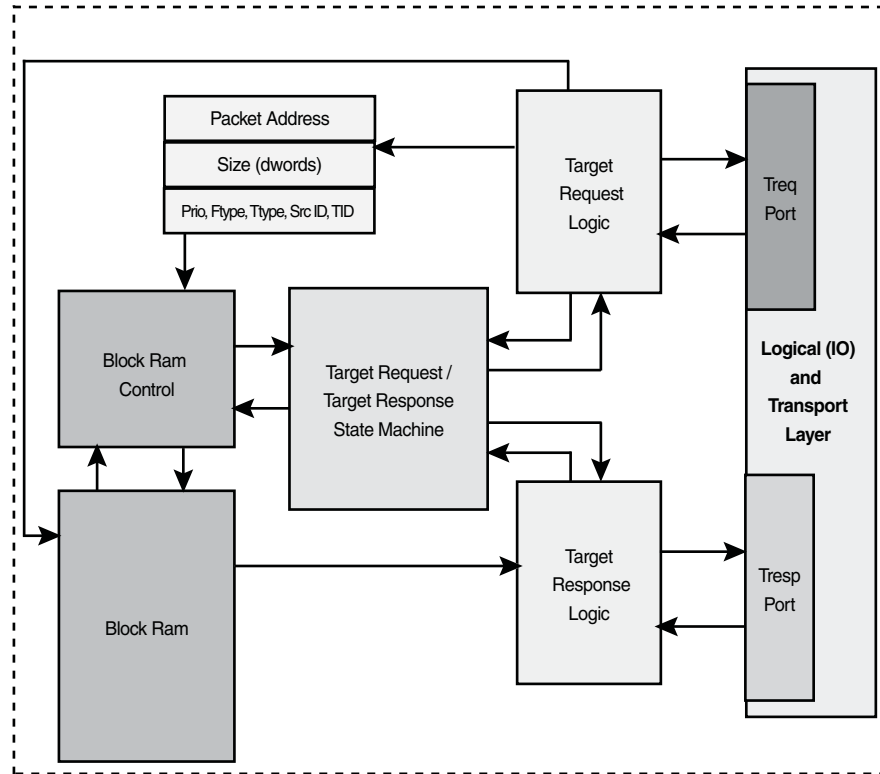 Packet Address
Size (dwords)
Prio, Ftype, Ttype, Src ID, TID
Target
Request
Logic
Treq
Port
Block Ram
Control
Target Request /
Target Response
State Machine
Logical (IO)
and
Transport
Layer
Block Ram
Target
Response
Logic
Tresp
Port